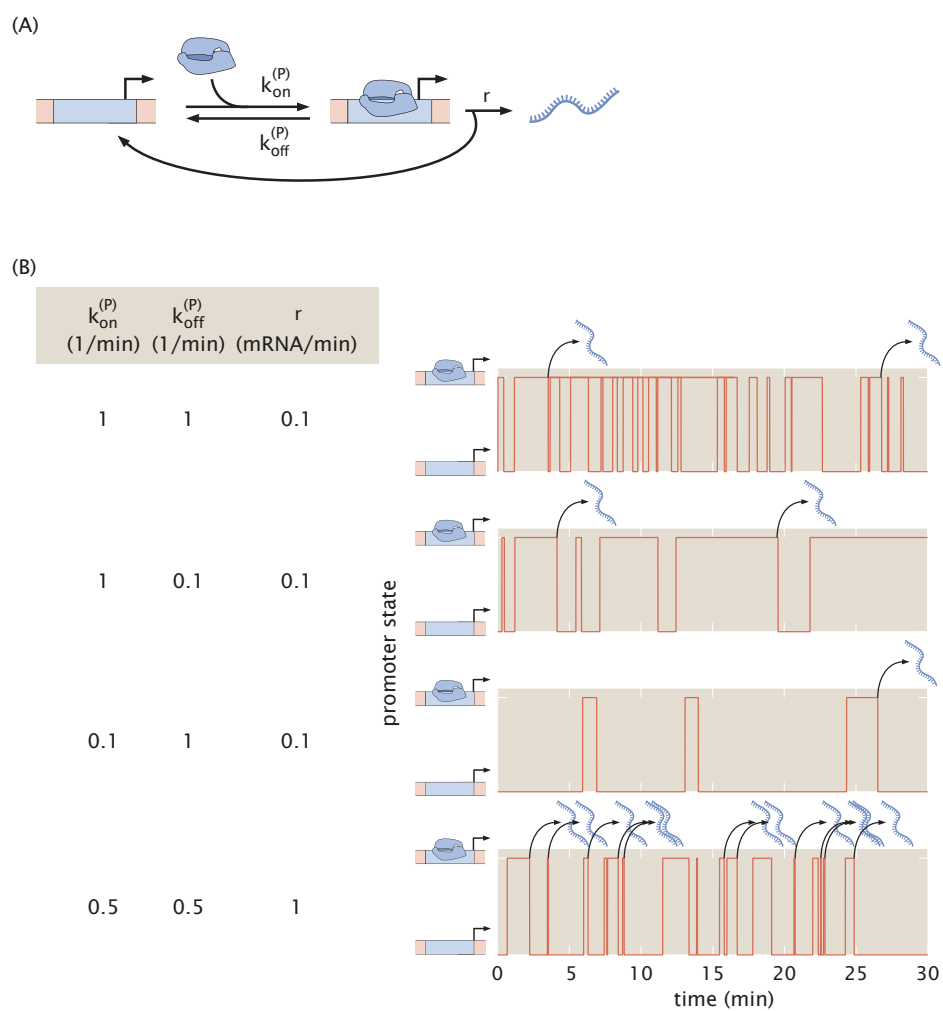 (A)
k_on^(P)
r
k_off^(P)
(B)
k_on^(P) k_off^(P) r
(1/min) (1/min) (mRNA/min)
1 1 0.1
1 0.1 0.1
0.1 1 0.1
0.5 0.5 1
promoter state
0 5 10 15 20 25 30
time (min)